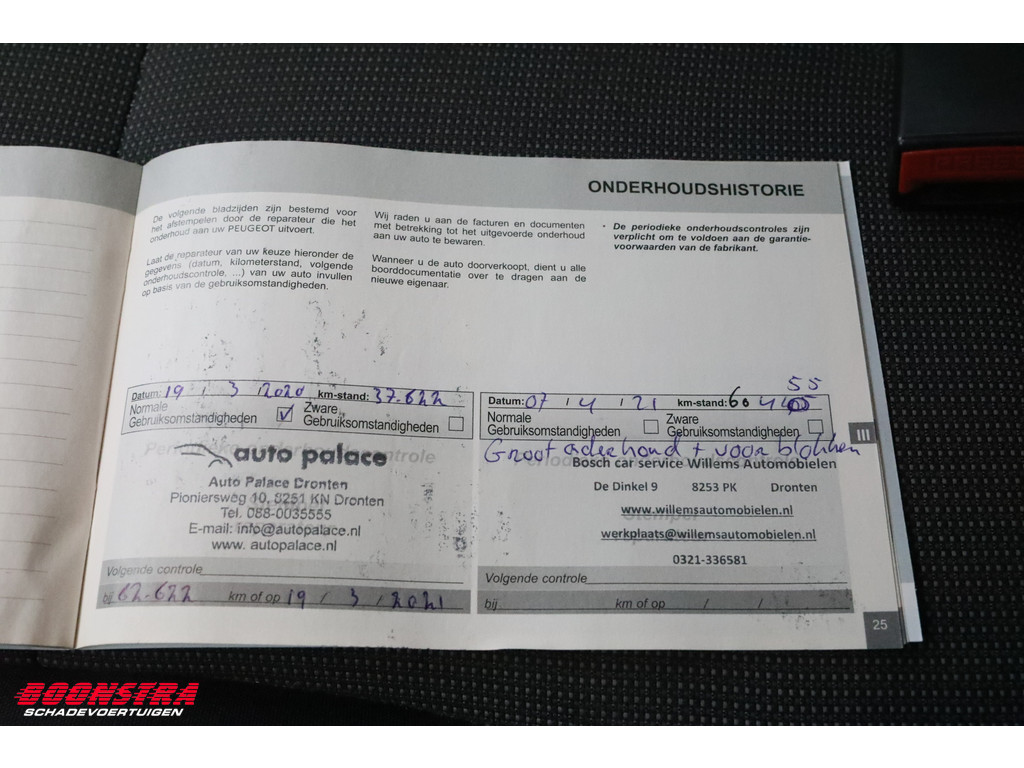 ONDERHOUDSHISTORIE
De volgende bladzijden zijn bestemd voor
het afstempelen door de reparateur die het
onderhoud aan uw PEUGEOT uitvoert.
Laat de reparateur van uw keuze hieronder de
gegevens (datum, kilometerstand, volgende
onderhoudscontrole, ...) van uw auto invullen
op basis van de gebruiksomstandigheden.
Wij raden u aan de facturen en documenten
met betrekking tot het uitgevoerde onderhoud
aan uw auto te bewaren.
Wanneer u de auto doorverkoopt, dient u alle
boorddocumentatie over te dragen aan de
nieuwe eigenaar.
• De periodieke onderhoudscontroles zijn
verplicht om te voldoen aan de garantie-
voorwaarden van de fabrikant.
Datum: 19 / 3 / 2020 km-stand: 37.622
Normale
Gebruiksomstandigheden
Zware
Gebruiksomstandigheden
auto palace
Auto Palace Dronten
Pioniersweg 10, 8251 KN Dronten
Tel. 088-0035555
E-mail: info@autopalace.nl
www. autopalace.nl
Volgende controle
bij 62.622 km of op 19 / 3 / 2021
55
Datum: 07 / 4 / 21 km-stand:
Normale
Gebruiksomstandigheden
Zware
Gebruiksomstandigheden
Groot onderhoud + voor blokken
Bosch car service Willems Automobielen
De Dinkel 9 8253 PK Dronten
www.willemsautomobielen.nl
Stempel
werkplaats@willemsautomobielen.nl
0321-336581
Volgende controle
bij km of op / /
III
25
BOONSTRA
SCHADEVOERTUIGEN